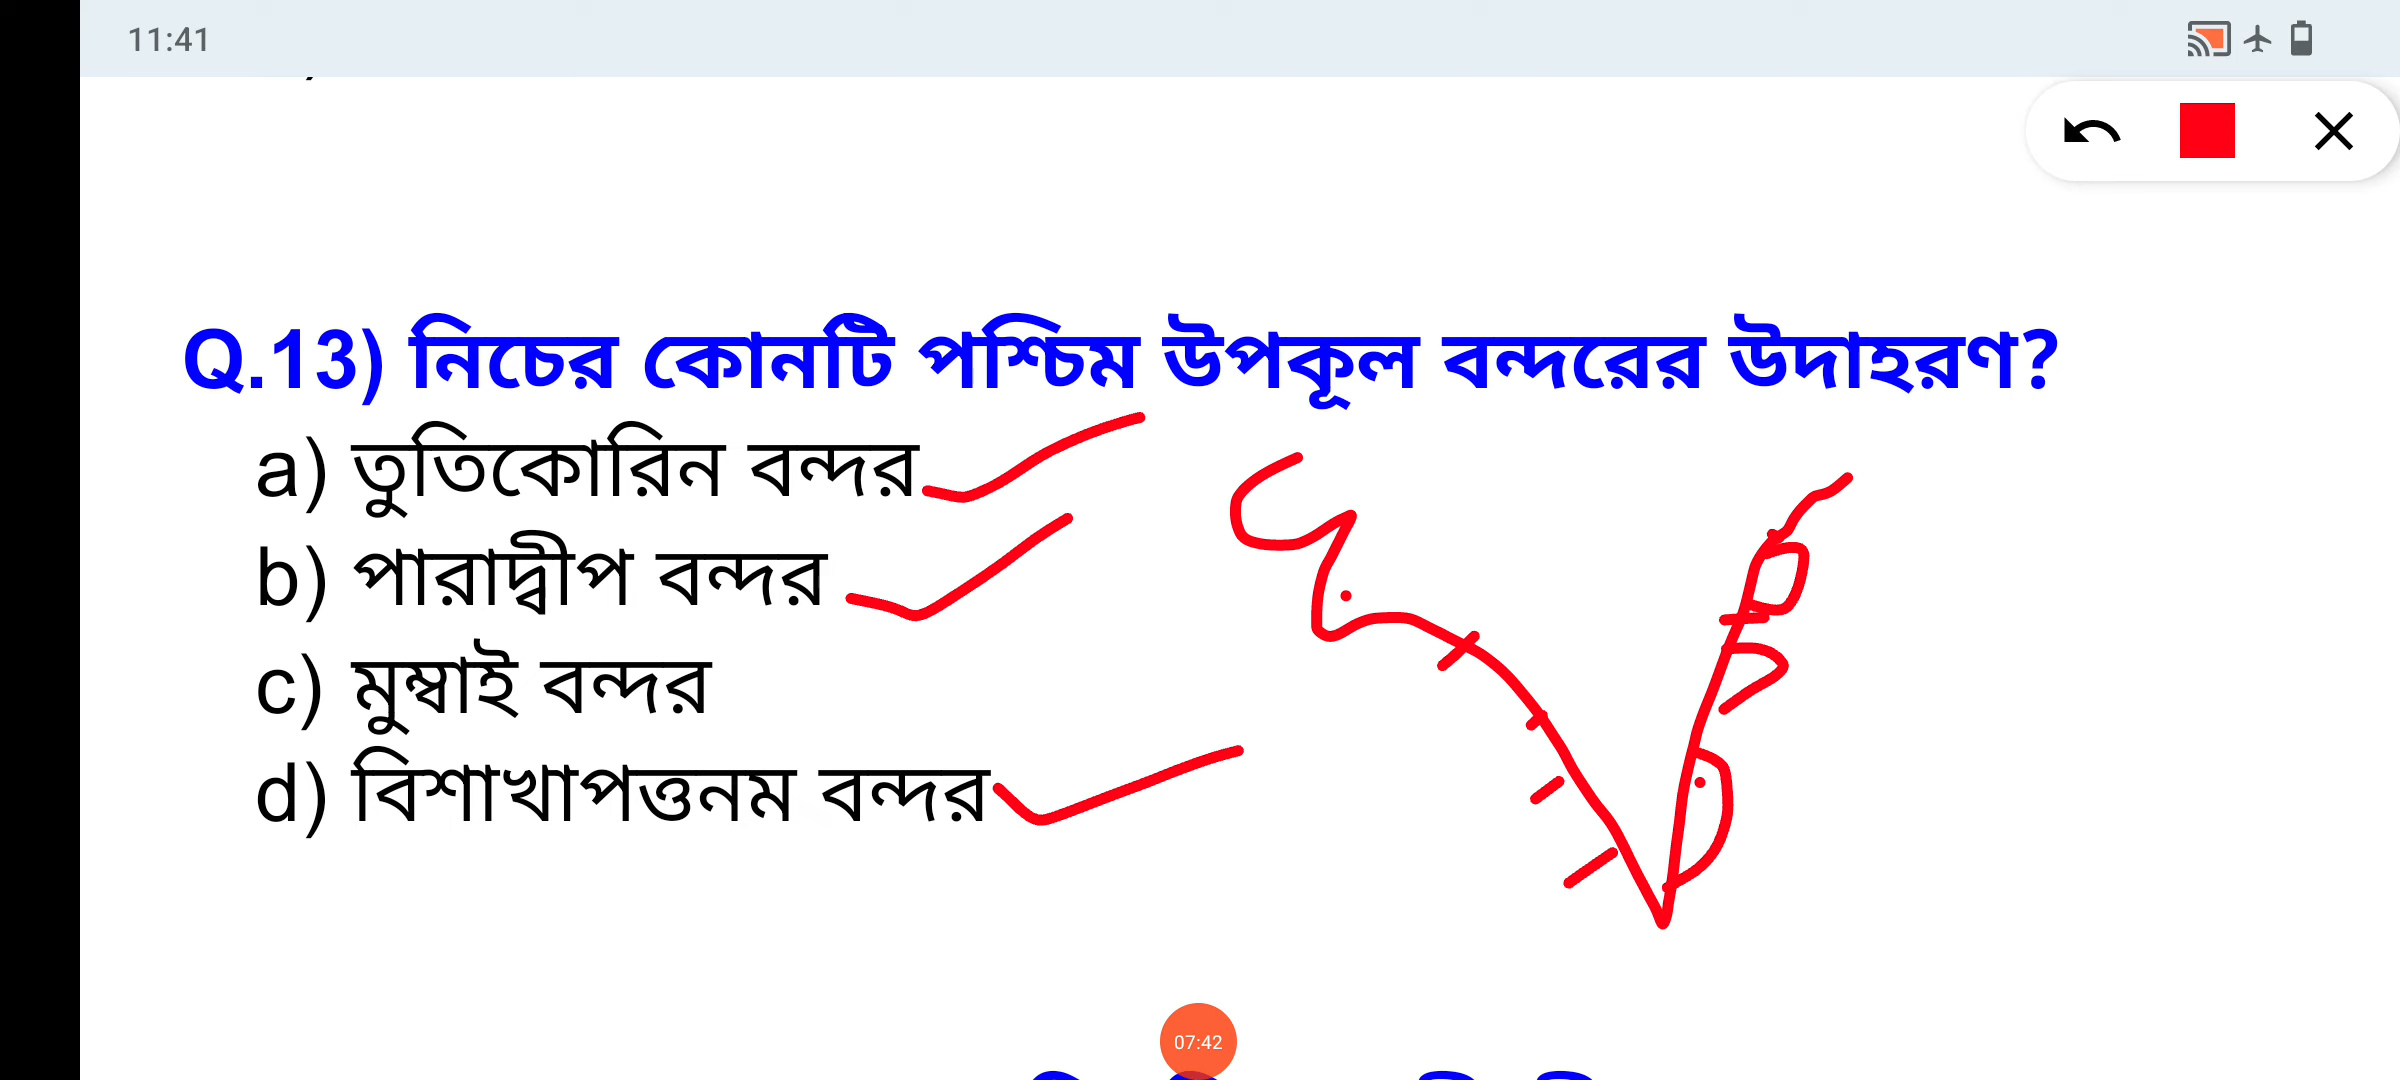 11:41
Q.13) নিচের কোনটি পশ্চিম উপকূল বন্দরের উদাহরণ?
a) তুতিকোরিন বন্দর
b) পারাদ্বীপ বন্দর
c) মুম্বাই বন্দর
d) বিশাখাপত্তনম বন্দর
07:42